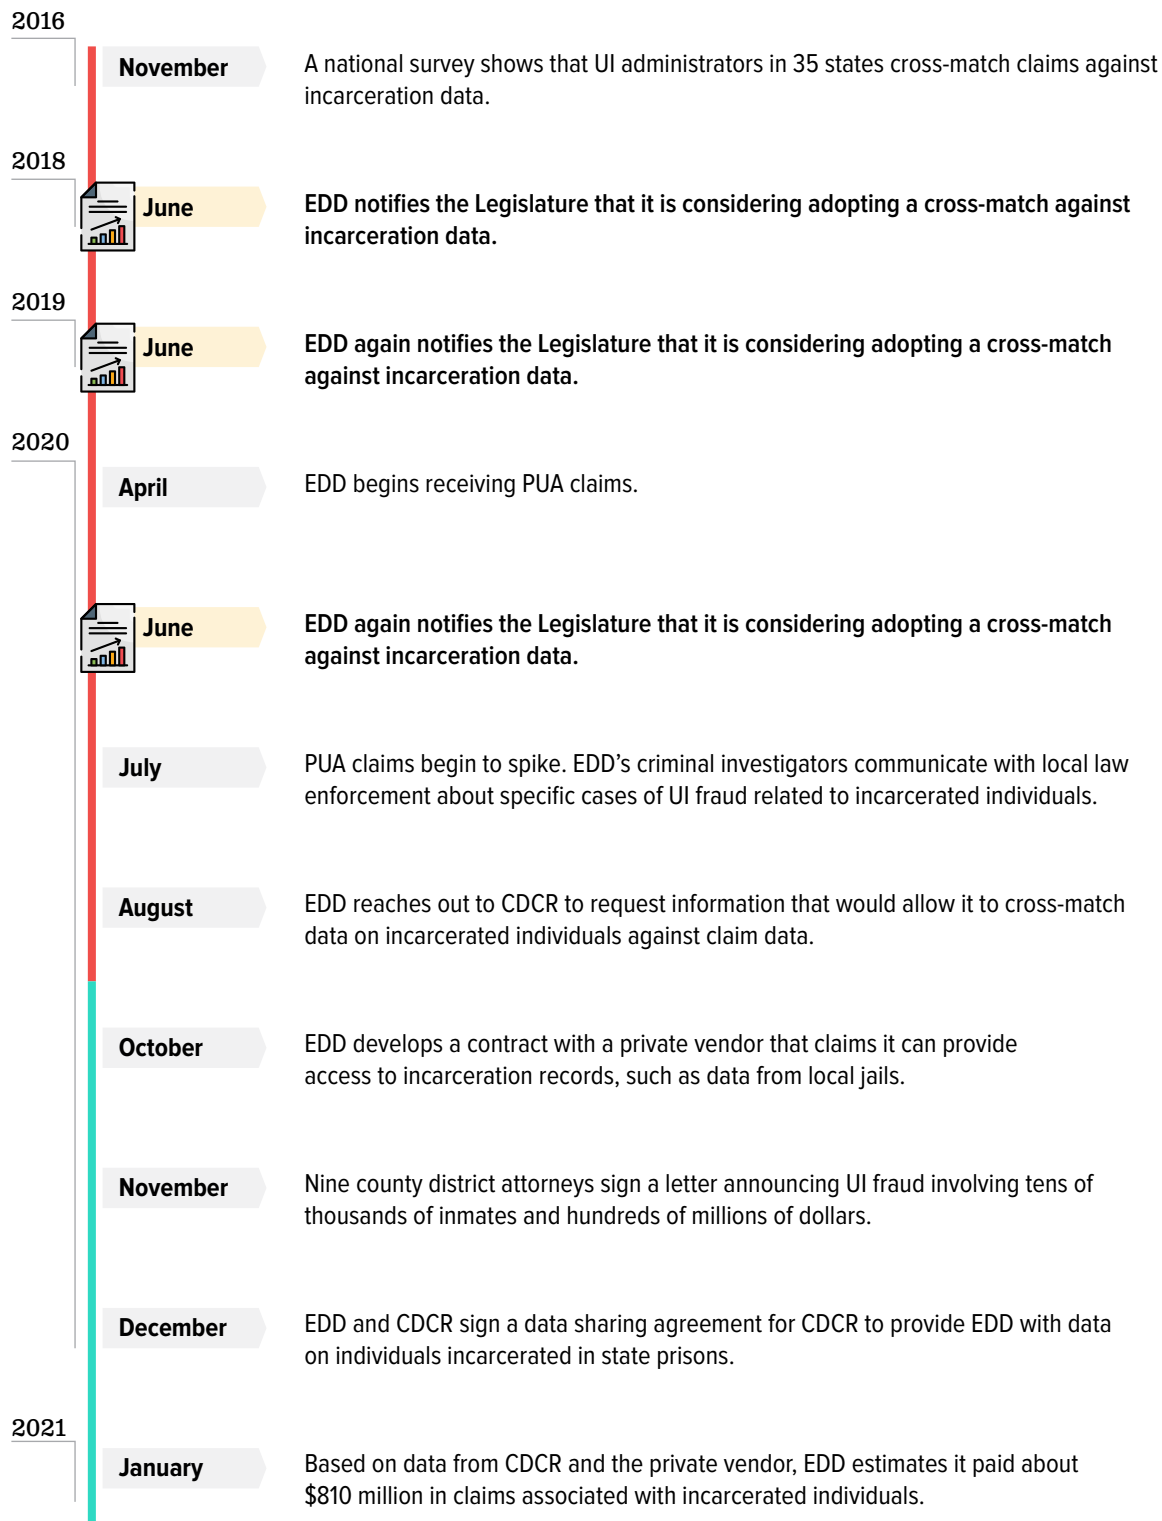 2016
November
A national survey shows that UI administrators in 35 states cross-match claims against
incarceration data.
2018
June
EDD notifies the Legislature that it is considering adopting a cross-match against
incarceration data.
2019
June
EDD again notifies the Legislature that it is considering adopting a cross-match
against incarceration data.
2020
April
EDD begins receiving PUA claims.
June
EDD again notifies the Legislature that it is considering adopting a cross-match
against incarceration data.
July
PUA claims begin to spike. EDD’s criminal investigators communicate with local law
enforcement about specific cases of UI fraud related to incarcerated individuals.
August
EDD reaches out to CDCR to request information that would allow it to cross-match
data on incarcerated individuals against claim data.
October
EDD develops a contract with a private vendor that claims it can provide
access to incarceration records, such as data from local jails.
November
Nine county district attorneys sign a letter announcing UI fraud involving tens of
thousands of inmates and hundreds of millions of dollars.
December
EDD and CDCR sign a data sharing agreement for CDCR to provide EDD with data
on individuals incarcerated in state prisons.
2021
January
Based on data from CDCR and the private vendor, EDD estimates it paid about
$810 million in claims associated with incarcerated individuals.